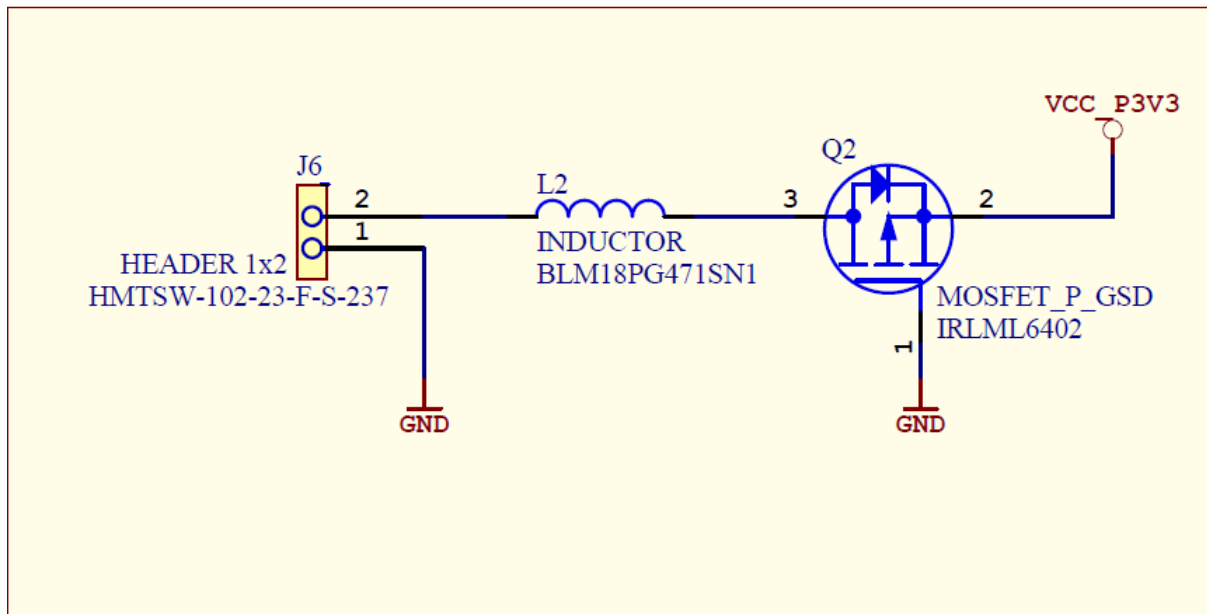 VCC_P3V3
J6
2
1
HEADER 1x2
HMTSW-102-23-F-S-237
GND
L2
INDUCTOR
BLM18PG471SN1
Q2
3
2
MOSFET_P_GSD
IRLML6402
1
GND